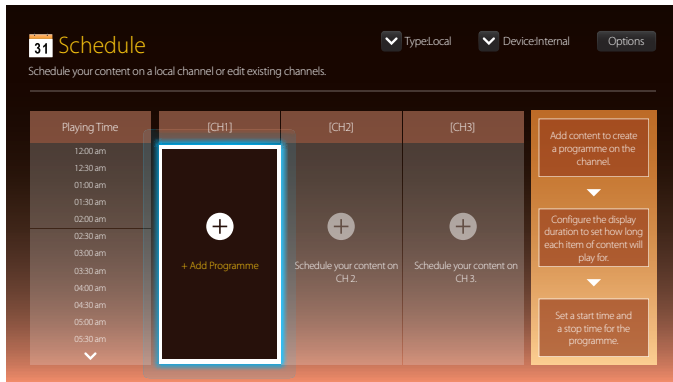 31 Schedule
Type:Local
Device:Internal
Options
Schedule your content on a local channel or edit existing channels.
Playing Time
[CH1]
[CH2]
[CH3]
12:00 am
12:30 am
01:00 am
01:30 am
02:00 am
02:30 am
03:00 am
03:30 am
04:00 am
04:30 am
05:00 am
05:30 am
+ Add Programme
Schedule your content on
CH 2.
Schedule your content on
CH 3.
Add content to create
a programme on the
channel.
Configure the display
duration to set how long
each item of content will
play for.
Set a start time and
a stop time for the
programme.